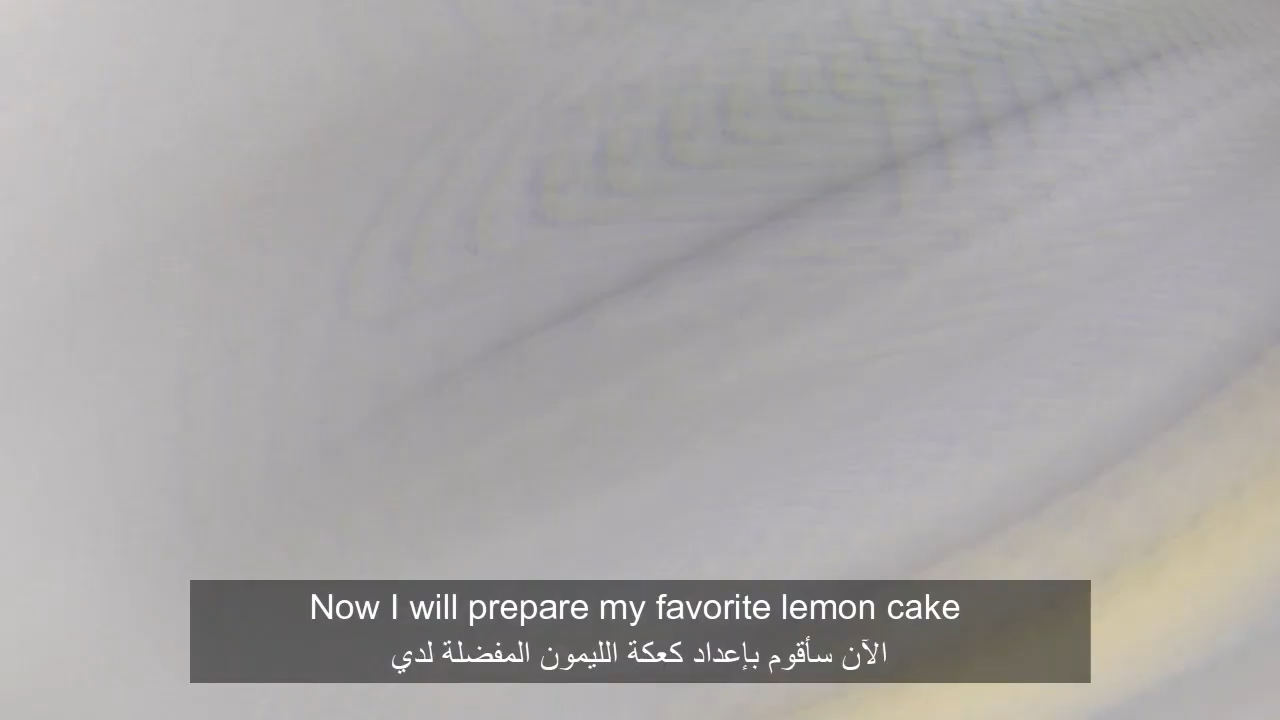 Now I will prepare my favorite lemon cake
الآن سأقوم بإعداد كعكة الليمون المفضلة لدي